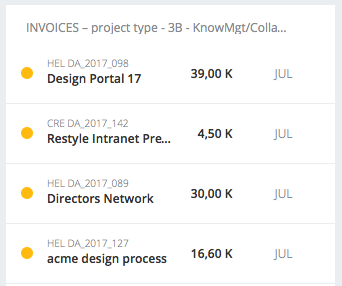 INVOICES – project type - 3B - KnowMgt/Colla...
HEL DA_2017_098
Design Portal 17 39,00 K JUL
CRE DA_2017_142
Restyle Intranet Pre... 4,50 K JUL
HEL DA_2017_089
Directors Network 30,00 K JUL
HEL DA_2017_127
acme design process 16,60 K JUL